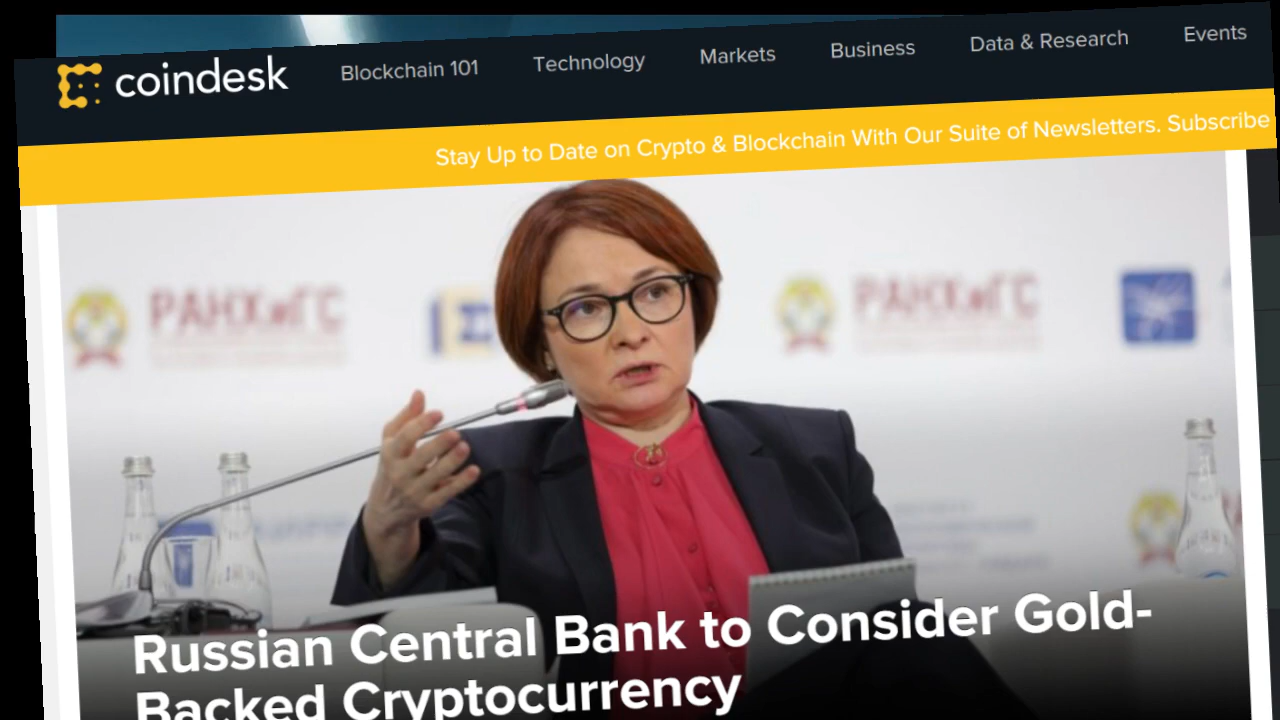 coindesk
Blockchain 101
Technology
Markets
Business
Data & Research
Events
Stay Up to Date on Crypto & Blockchain With Our Suite of Newsletters. Subscribe
РАНХиГС
РАНХиГС
Russian Central Bank to Consider Gold-
Backed Cryptocurrency